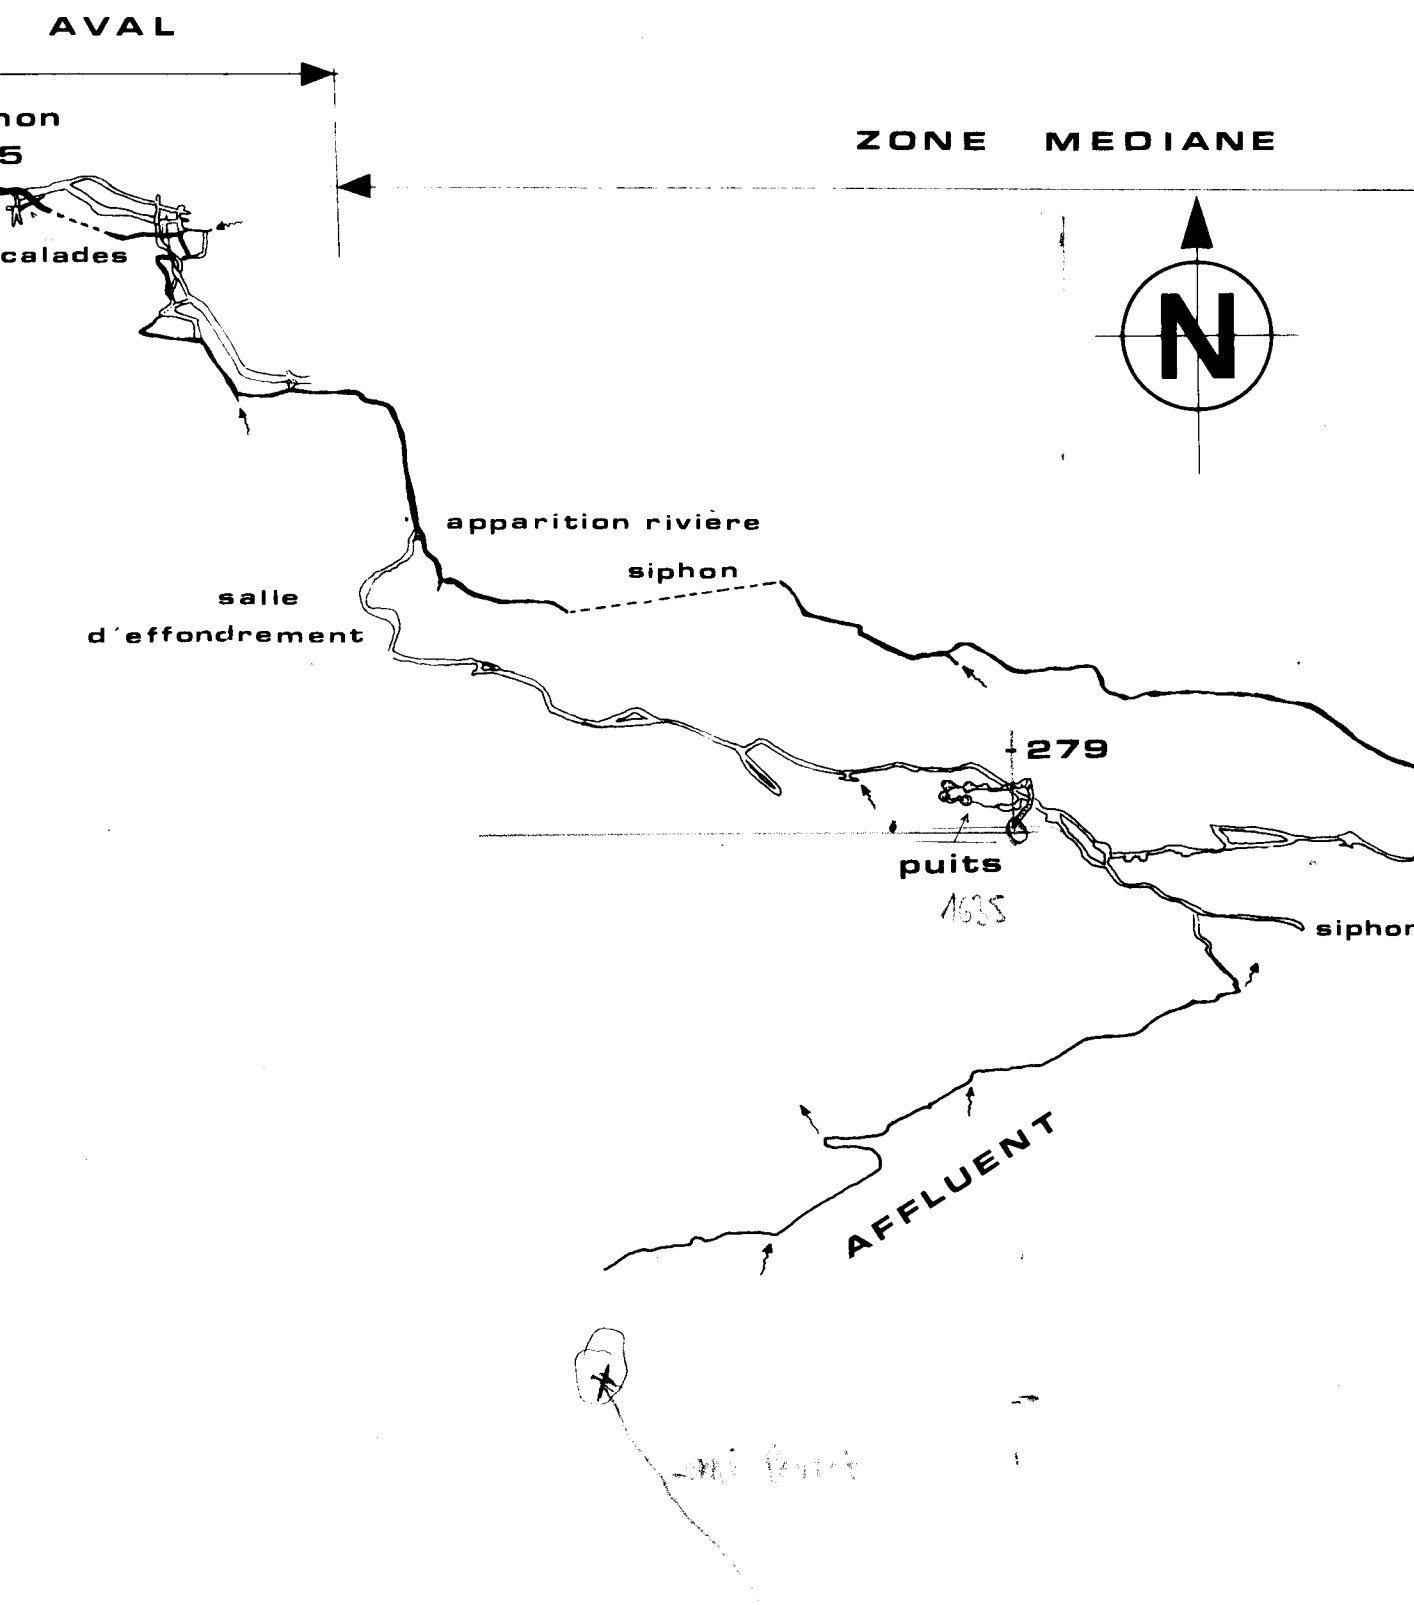 AVAL
hon
5
calades
ZONE MEDIANE
N
apparition rivière
siphon
salle
d'effondrement
-279
puits
1635
siphon
AFFLUENT